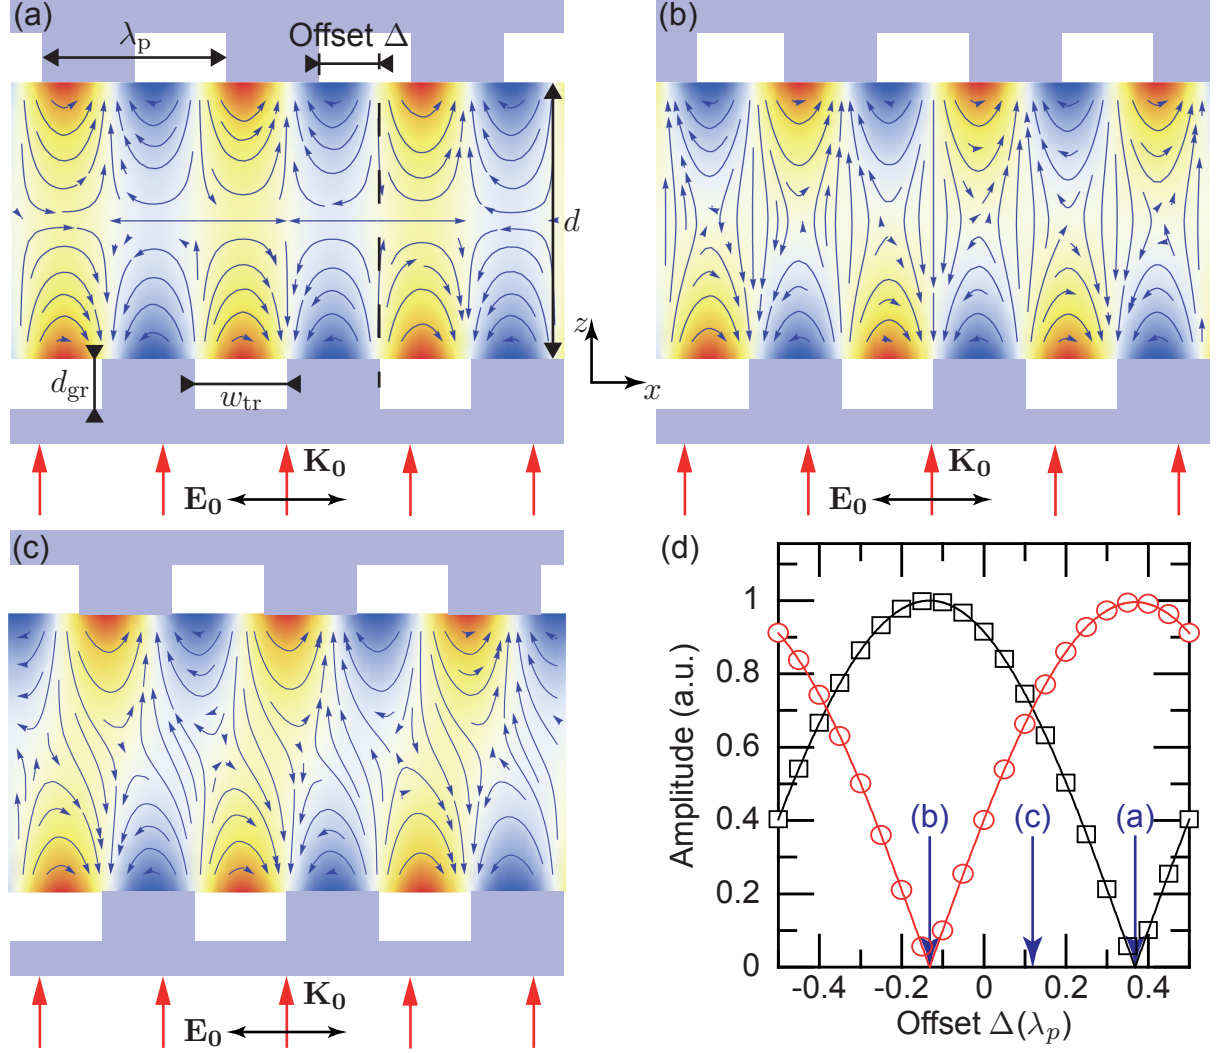 (a)
λp
Offset Δ
d
dgr
wtr
z
x
K0
E0
(b)
K0
E0
(c)
K0
E0
(d)
Amplitude (a.u.)
1
0.8
0.6
0.4
0.2
0
(b)
(c)
(a)
-0.4
-0.2
0
0.2
0.4
Offset Δ(λp)